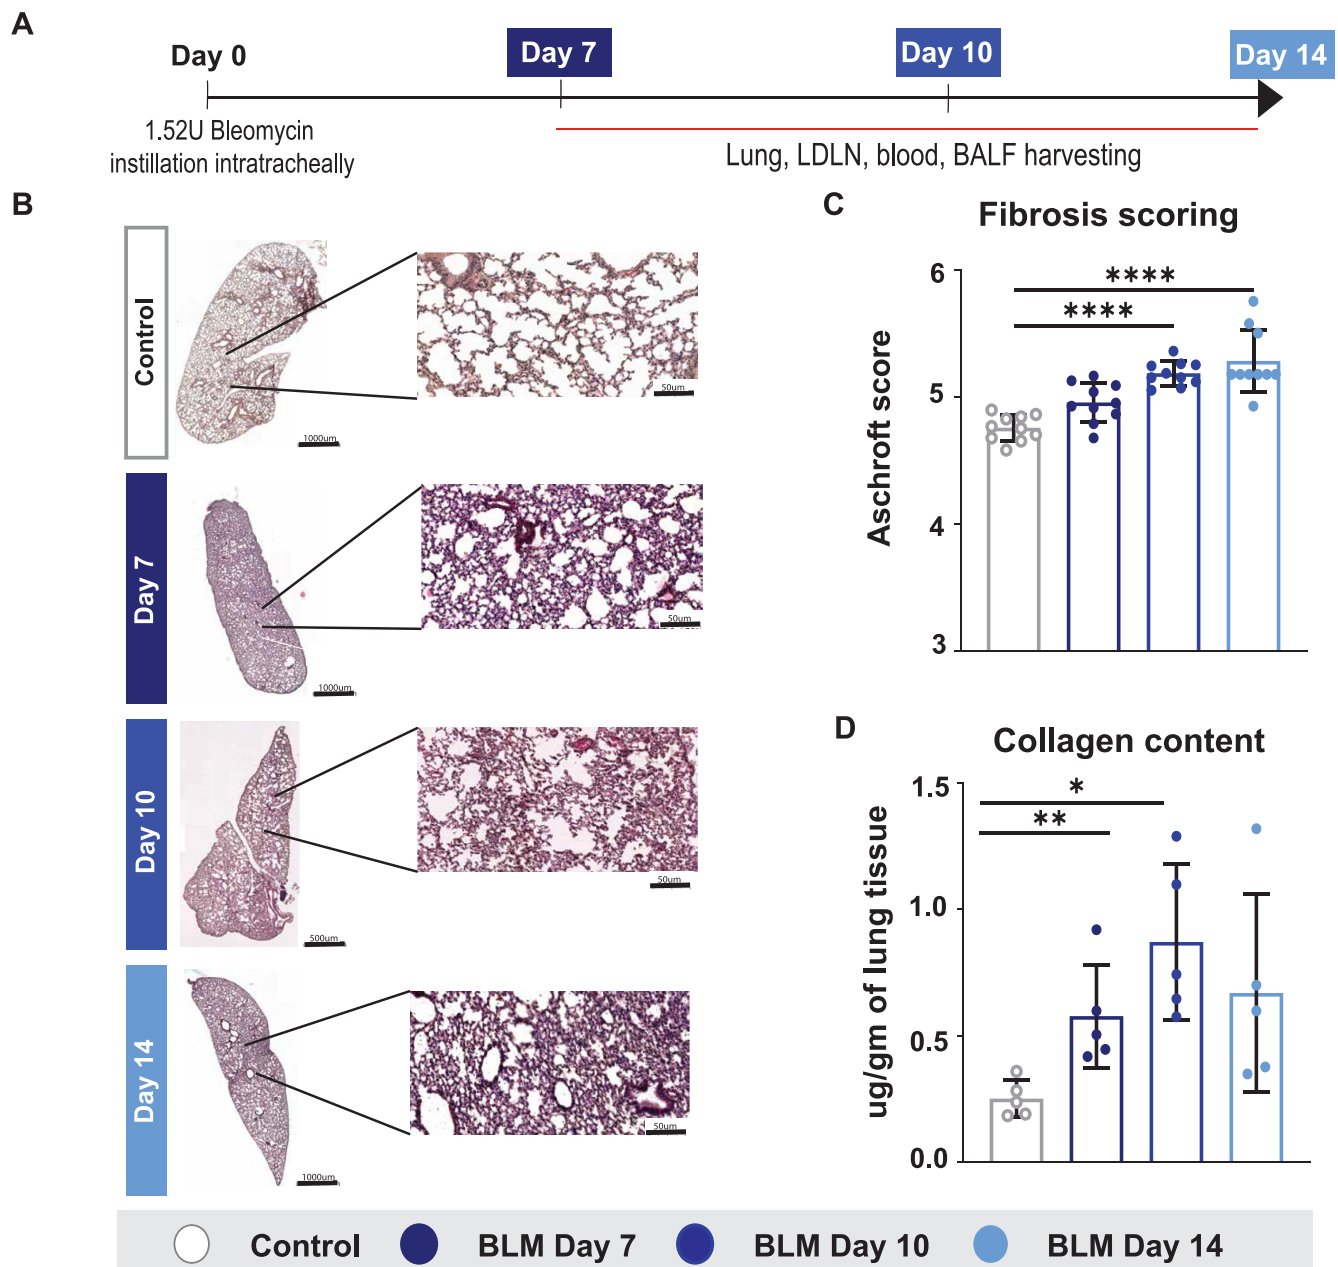 A
Day 0
Day 7
Day 10
Day 14
1.52U Bleomycin
instillation intratracheally
Lung, LDLN, blood, BALF harvesting
B
Control
1000um
50um
Day 7
1000um
50um
Day 10
500um
50um
Day 14
1000um
50um
C
Fibrosis scoring
Aschroft score
6
5
4
3
****
****
D
Collagen content
ug/gm of lung tissue
1.5
1.0
0.5
0.0
*
**
Control
BLM Day 7
BLM Day 10
BLM Day 14